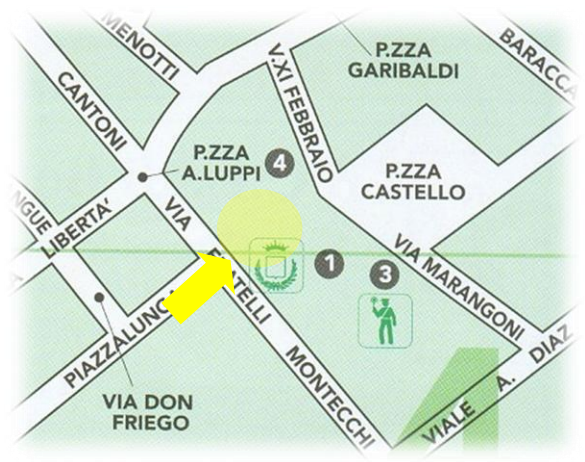 MENOTTI
P.ZZA
GARIBALDI
BARACCA
CANTONI
V.XI FEBBRAIO
P.ZZA
A.LUPPI
4
P.ZZA
CASTELLO
LIBERTA'
VIA
FRATELLI
MONTECCHI
1
3
VIA MARANGONI
PIAZZALUNGA
VIA DON
FRIEGO
VIALE A. DIAZ
4